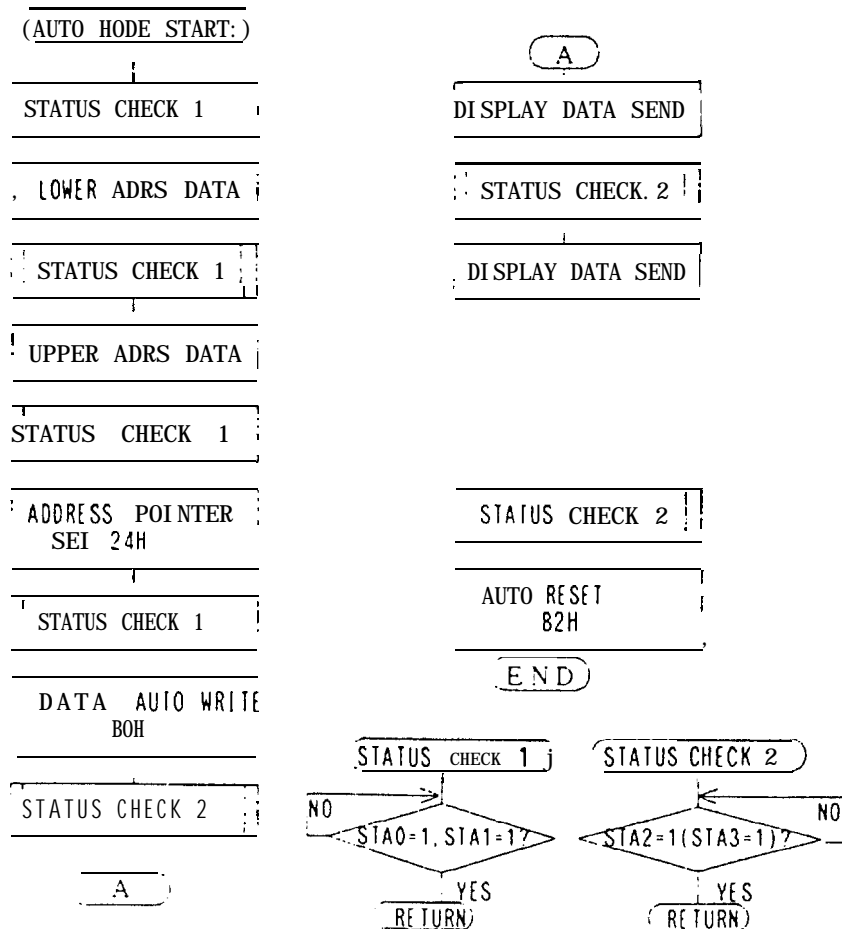 (AUTO HODE START:)
STATUS CHECK 1
, LOWER ADRS DATA
STATUS CHECK 1
UPPER ADRS DATA
STATUS CHECK 1
ADDRESS POINTER
SEI 24H
STATUS CHECK 1
DATA AUTO WRITE
BOH
STATUS CHECK 2
A
A
DISPLAY DATA SEND
STATUS CHECK. 2
DISPLAY DATA SEND
STATUS CHECK 2
AUTO RESET
B2H
END
STATUS CHECK 1 j
NO
STA0=1, STA1=1?
YES
RETURN)
STATUS CHECK 2
NO
STA2=1(STA3=1)?
YES
(RETURN)